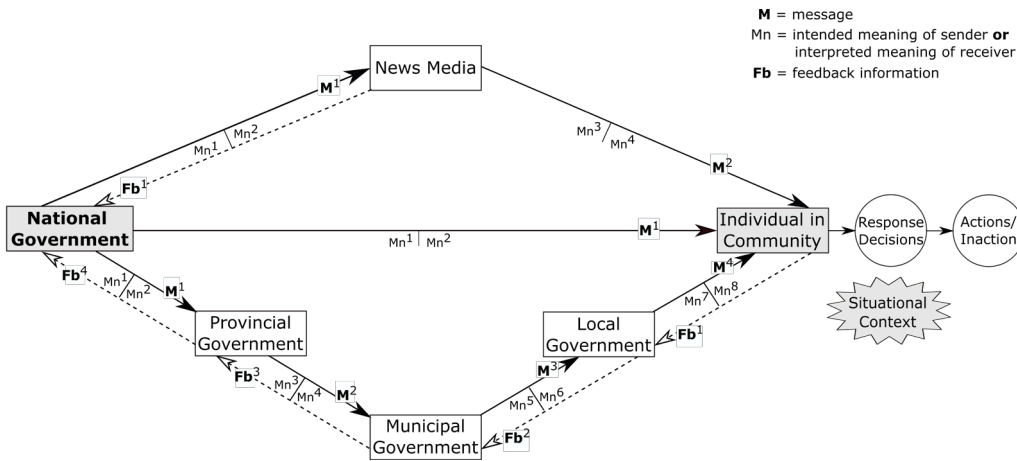 M = message
Mn = intended meaning of sender or
interpreted meaning of receiver
Fb = feedback information
News Media
M1
Mn1 Mn2
Fb1
Mn3 Mn4
M2
National
Government
Mn1 Mn2
M1
Individual in
Community
Response
Decisions
Actions/
Inaction
Situational
Context
Fb4
Mn1 Mn2
M1
Provincial
Government
Fb3
Mn3 Mn4
M2
Municipal
Government
Mn5 Mn6
M3
Fb2
Local
Government
Mn7 Mn8
M4
Fb1